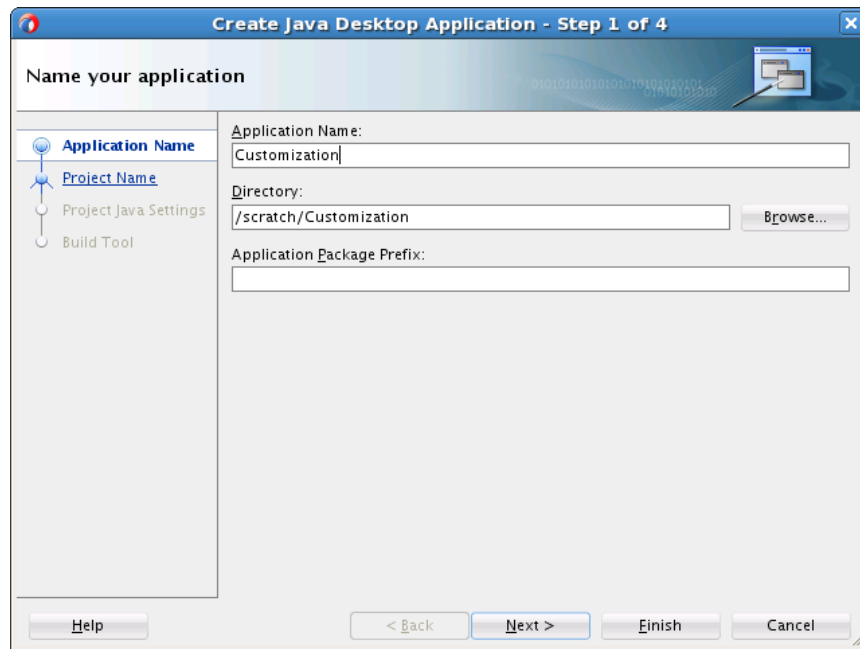 Create Java Desktop Application - Step 1 of 4
Name your application
Application Name
Project Name
Project Java Settings
Build Tool
Application Name:
Customization
Directory:
/scratch/Customization
Browse...
Application Package Prefix:
Help
< Back
Next >
Finish
Cancel